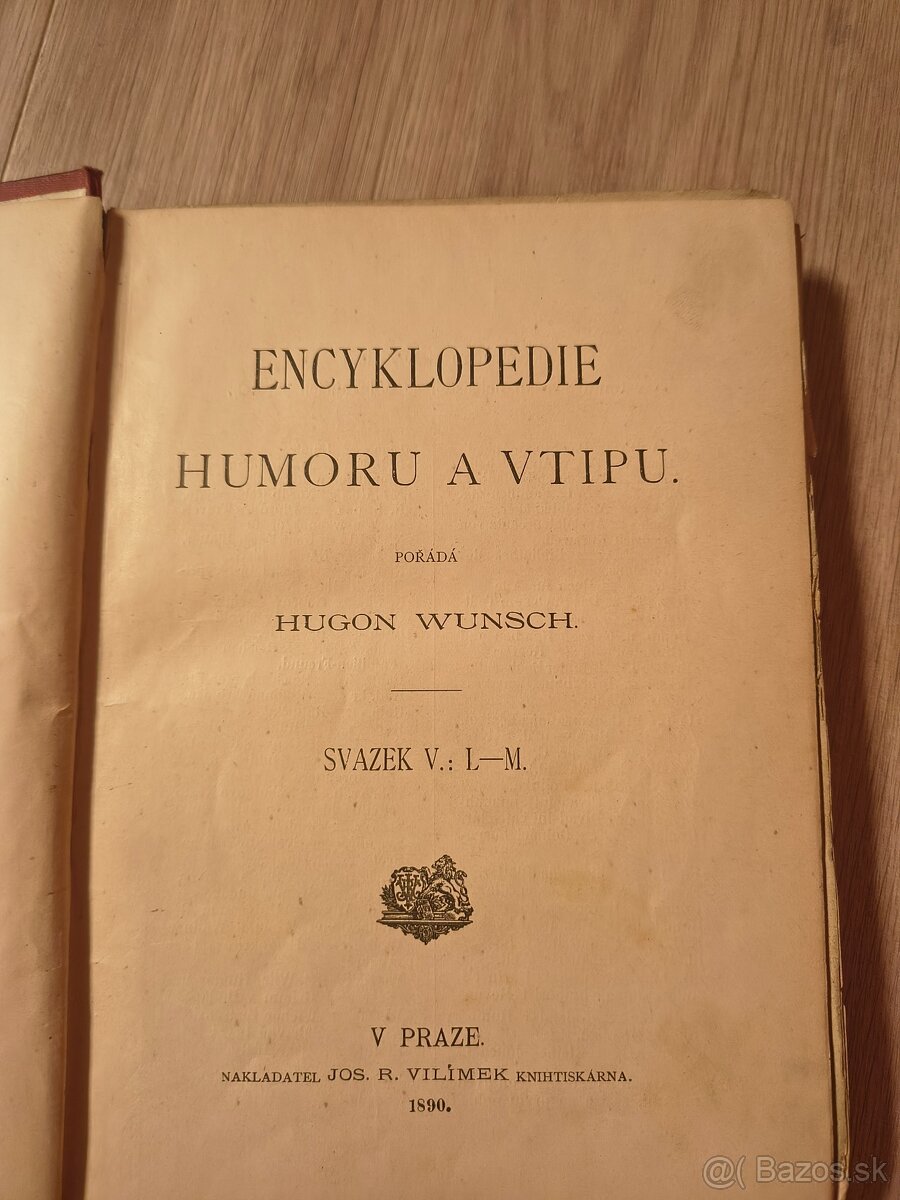 ENCYKLOPEDIE
HUMORU A VTIPU.
POŘÁDÁ
HUGON WUNSCH.
SVAZEK V.: L—M.
V PRAZE.
NAKLADATEL JOS. R. VILÍMEK KNIHTISKÁRNA.
1890.
@( Bazos.sk